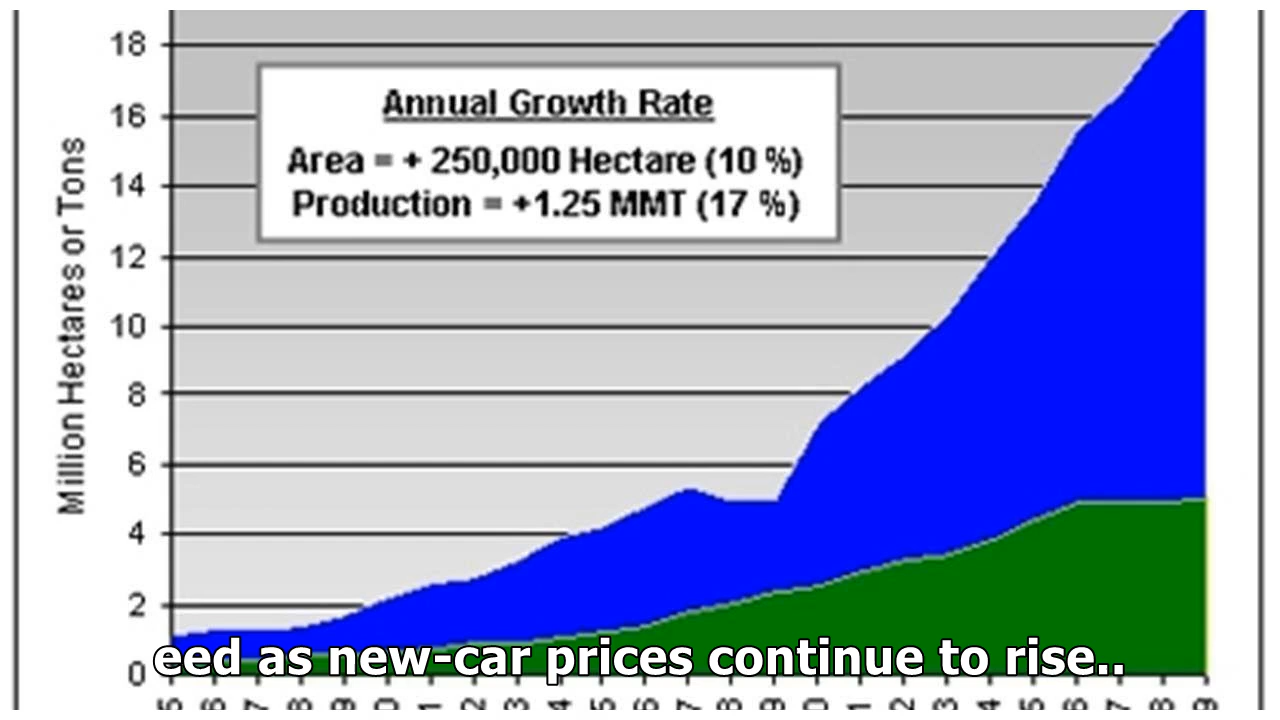 18
Annual Growth Rate
16
Area = + 250,000 Hectare (10 %)
Production = +1.25 MMT (17 %)
14
12
10
8
6
4
2
0
Million Hectares or Tons
eed as new-car prices continue to rise..